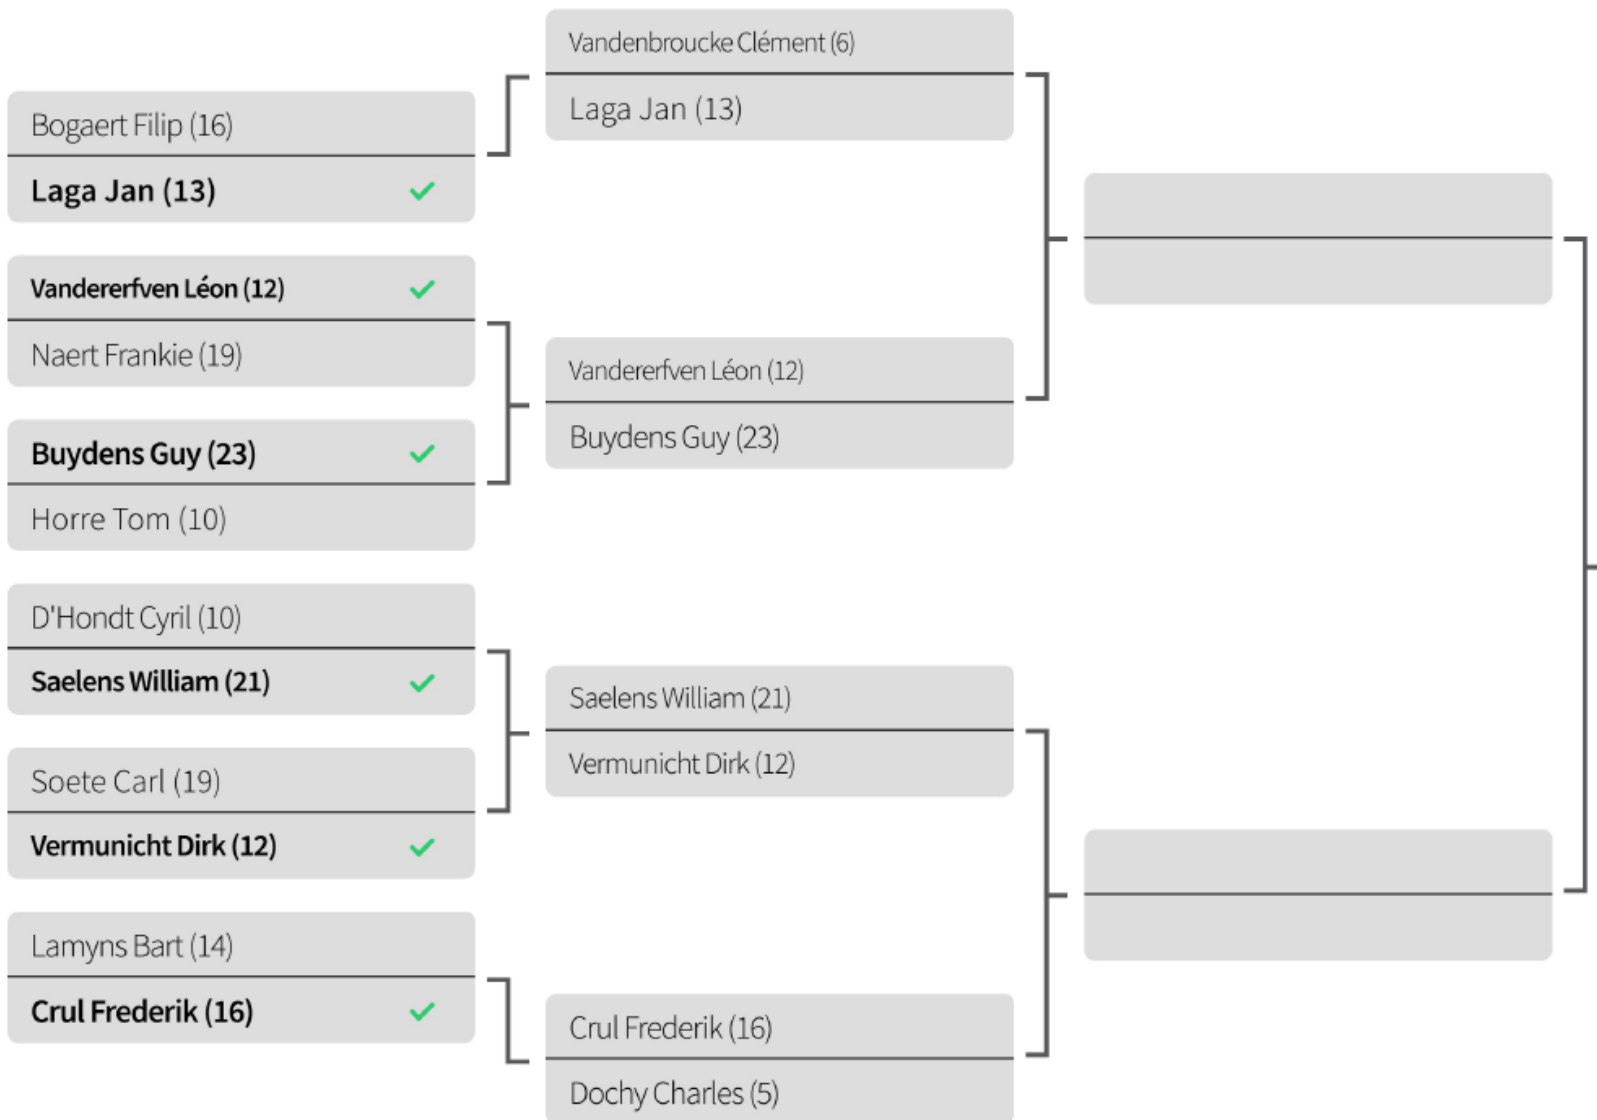 Bogaert Filip (16)
Laga Jan (13)
Vandererfven Léon (12)
Naert Frankie (19)
Buydens Guy (23)
Horre Tom (10)
D'Hondt Cyril (10)
Saelens William (21)
Soete Carl (19)
Vermunicht Dirk (12)
Lamyns Bart (14)
Crul Frederik (16)
Vandenbroucke Clément (6)
Laga Jan (13)
Vandererfven Léon (12)
Buydens Guy (23)
Saelens William (21)
Vermunicht Dirk (12)
Crul Frederik (16)
Dochy Charles (5)